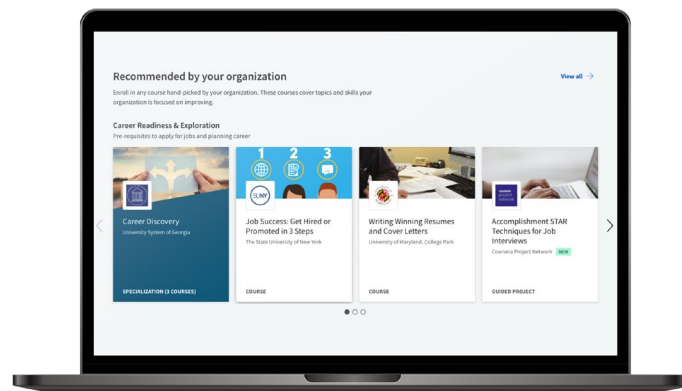 Recommended by your organization
View all →
Enroll in any course hand-picked by your organization. These courses cover topics and skills your
organization is focused on improving.
Career Readiness & Exploration
Pre-requisites to apply for jobs and planning career
1 2 3
SUNY
Career Discovery
University System of Georgia
SPECIALIZATION (3 COURSES)
Job Success: Get Hired or
Promoted in 3 Steps
The State University of New York
COURSE
Writing Winning Resumes
and Cover Letters
University of Maryland, College Park
COURSE
coursera
project
network
Accomplishment STAR
Techniques for Job
Interviews
Coursera Project Network NEW
GUIDED PROJECT